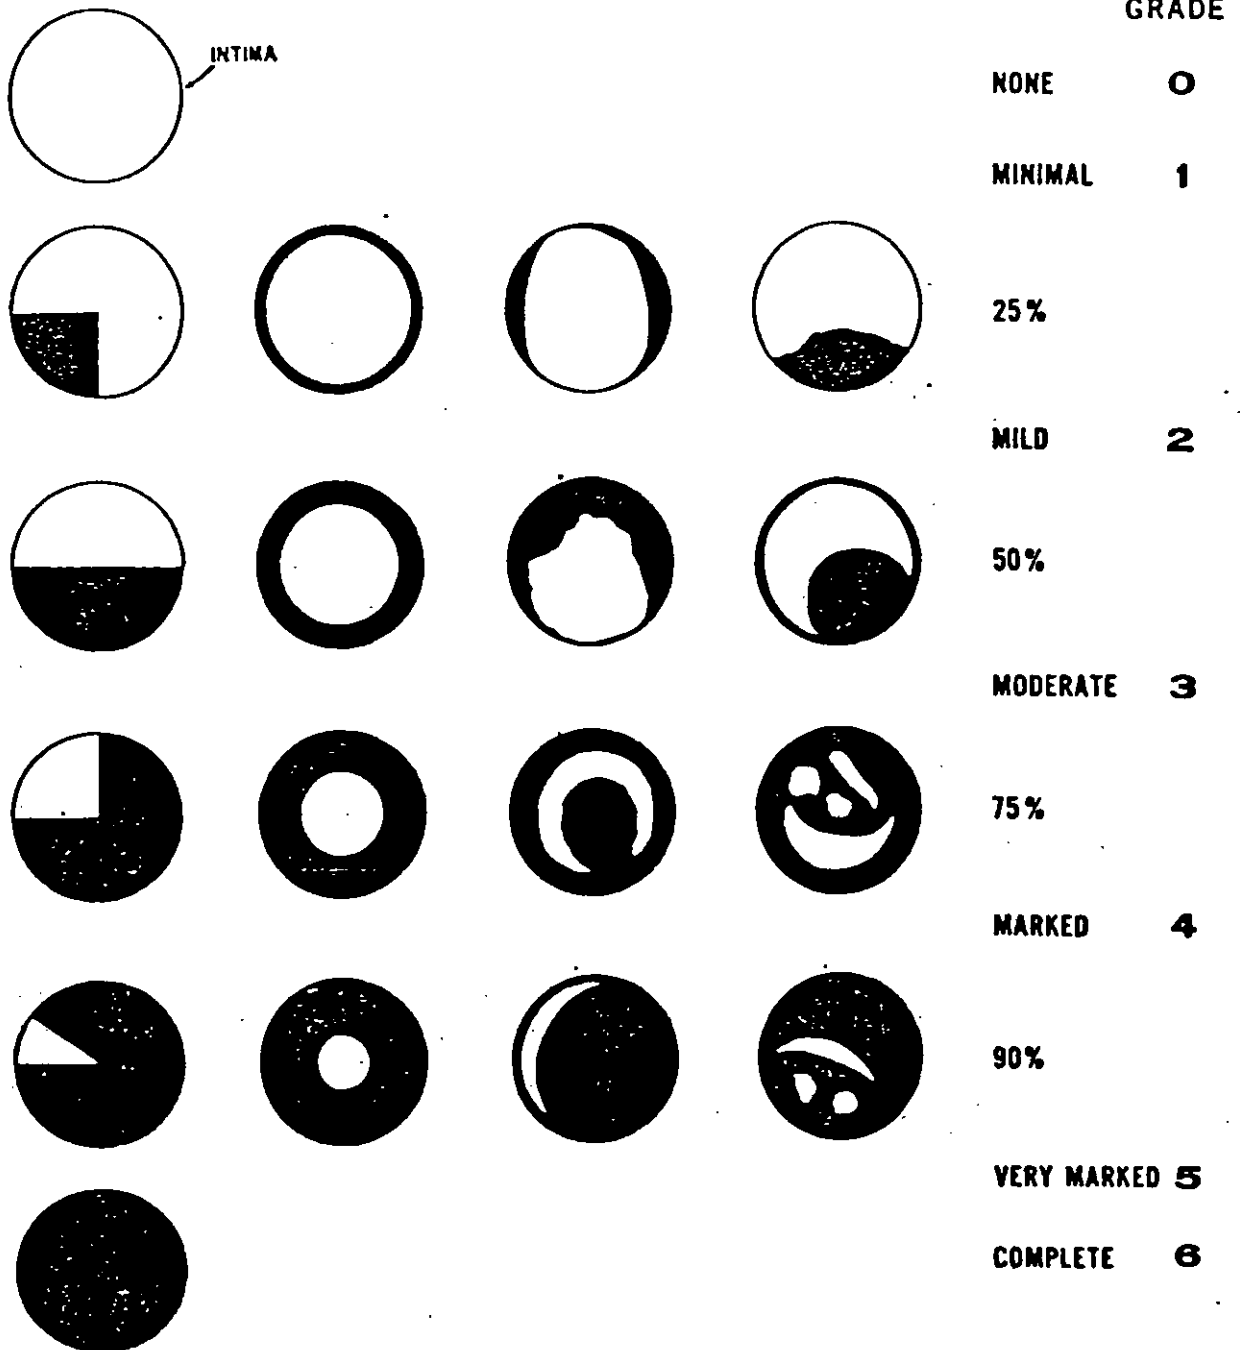 GRADE
INTIMA
NONE 0
MINIMAL 1
25%
MILD 2
50%
MODERATE 3
75%
MARKED 4
90%
VERY MARKED 5
COMPLETE 6